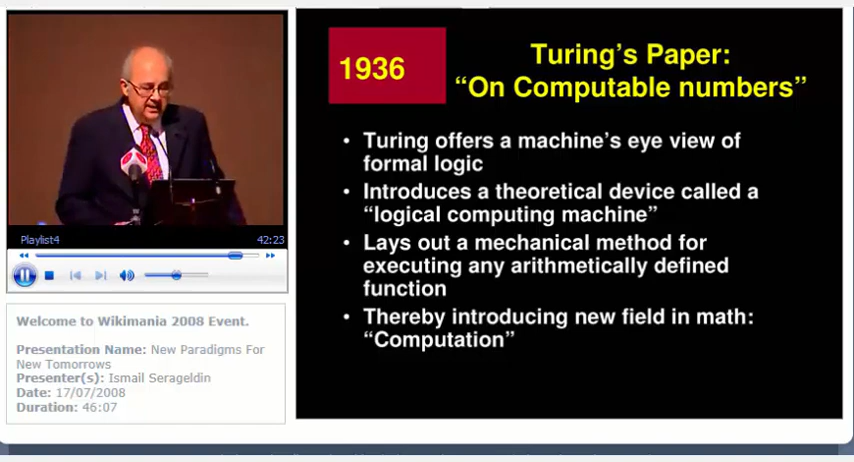 1936
Turing's Paper:
"On Computable numbers"
• Turing offers a machine's eye view of
formal logic
• Introduces a theoretical device called a
"logical computing machine"
• Lays out a mechanical method for
executing any arithmetically defined
function
• Thereby introducing new field in math:
"Computation"
Playlist4
42:23
Welcome to Wikimania 2008 Event.
Presentation Name: New Paradigms For
New Tomorrows
Presenter(s): Ismail Serageldin
Date: 17/07/2008
Duration: 46:07